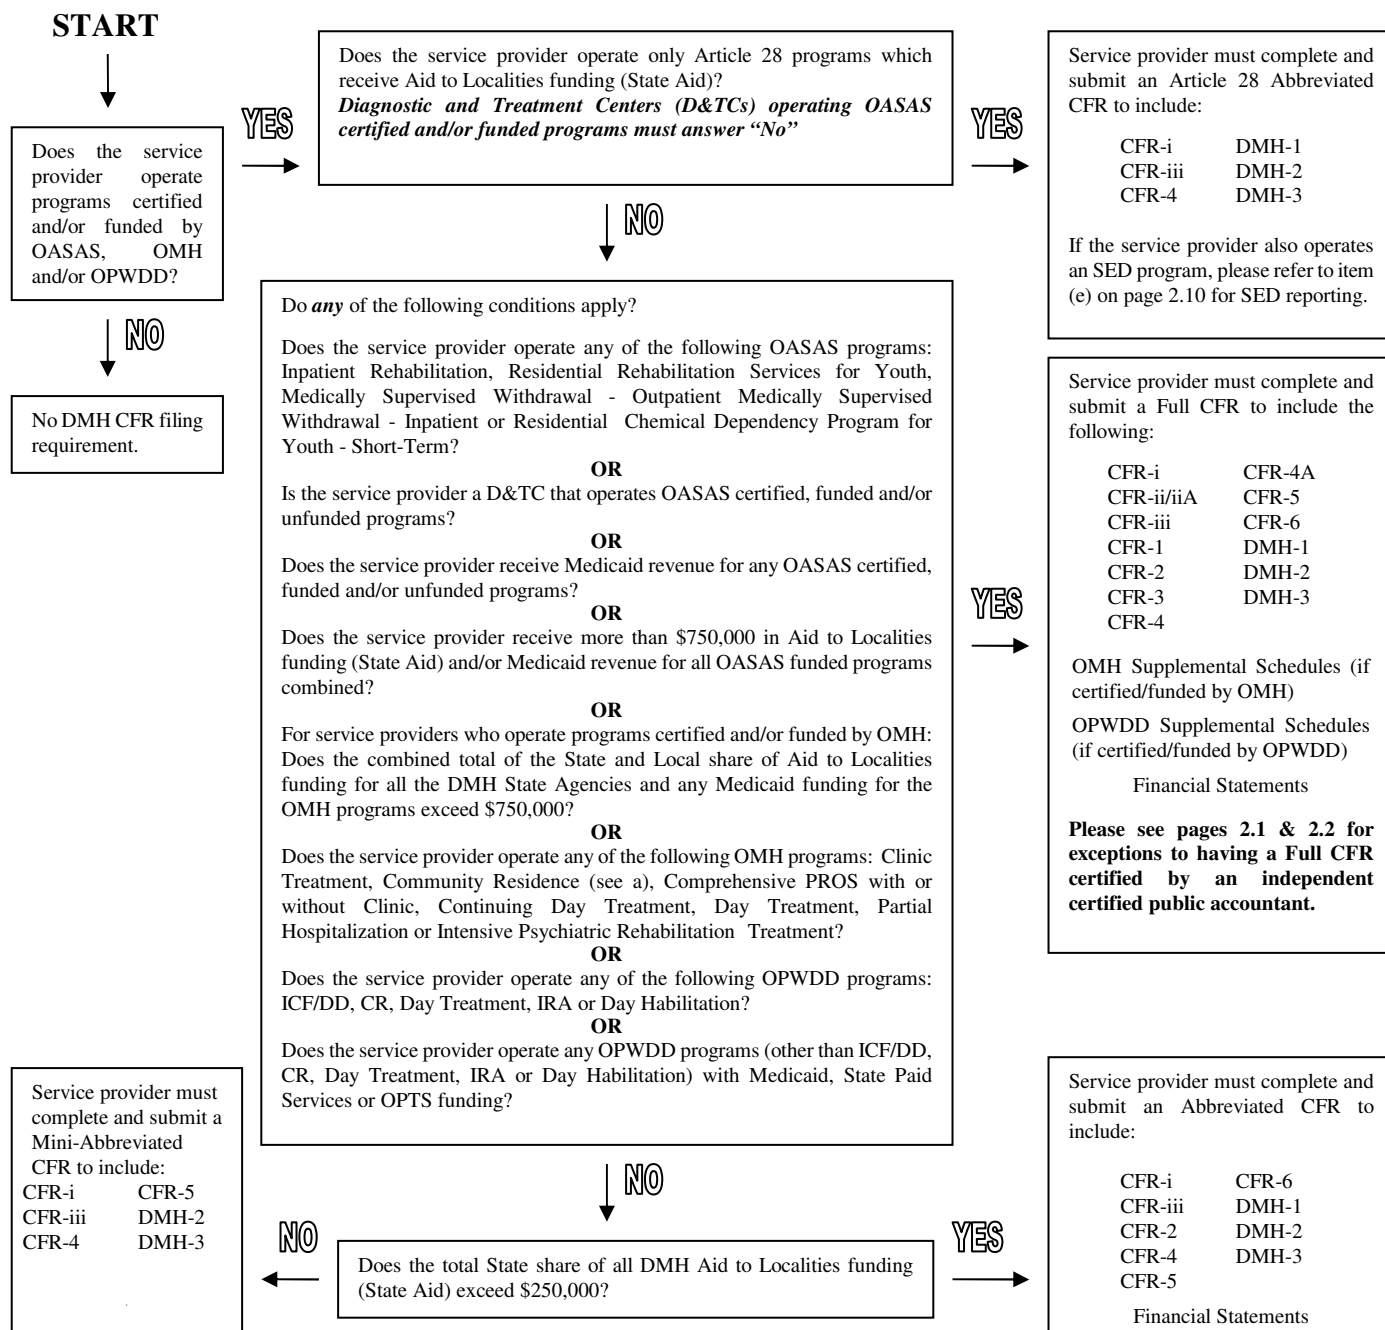 START
Does the service
provider operate
programs certified
and/or funded by
OASAS, OMH
and/or OPWDD?
YES
NO
No DMH CFR filing
requirement.
Does the service provider operate only Article 28 programs which
receive Aid to Localities funding (State Aid)?
Diagnostic and Treatment Centers (D&TCs) operating OASAS
certified and/or funded programs must answer “No”
YES
NO
Service provider must complete and
submit an Article 28 Abbreviated
CFR to include:
CFR-i DMH-1
CFR-iii DMH-2
CFR-4 DMH-3
If the service provider also operates
an SED program, please refer to item
(e) on page 2.10 for SED reporting.
Do any of the following conditions apply?
Does the service provider operate any of the following OASAS programs:
Inpatient Rehabilitation, Residential Rehabilitation Services for Youth,
Medically Supervised Withdrawal - Outpatient Medically Supervised
Withdrawal - Inpatient or Residential Chemical Dependency Program for
Youth - Short-Term?
OR
Is the service provider a D&TC that operates OASAS certified, funded and/or
unfunded programs?
OR
Does the service provider receive Medicaid revenue for any OASAS certified,
funded and/or unfunded programs?
OR
Does the service provider receive more than $750,000 in Aid to Localities
funding (State Aid) and/or Medicaid revenue for all OASAS funded programs
combined?
OR
For service providers who operate programs certified and/or funded by OMH:
Does the combined total of the State and Local share of Aid to Localities
funding for all the DMH State Agencies and any Medicaid funding for the
OMH programs exceed $750,000?
OR
Does the service provider operate any of the following OMH programs: Clinic
Treatment, Community Residence (see a), Comprehensive PROS with or
without Clinic, Continuing Day Treatment, Day Treatment, Partial
Hospitalization or Intensive Psychiatric Rehabilitation Treatment?
OR
Does the service provider operate any of the following OPWDD programs:
ICF/DD, CR, Day Treatment, IRA or Day Habilitation?
OR
Does the service provider operate any OPWDD programs (other than ICF/DD,
CR, Day Treatment, IRA or Day Habilitation) with Medicaid, State Paid
Services or OPTS funding?
YES
NO
Service provider must complete and
submit a Full CFR to include the
following:
CFR-i CFR-4A
CFR-ii/iiA CFR-5
CFR-iii CFR-6
CFR-1 DMH-1
CFR-2 DMH-2
CFR-3 DMH-3
CFR-4
OMH Supplemental Schedules (if
certified/funded by OMH)
OPWDD Supplemental Schedules
(if certified/funded by OPWDD)
Financial Statements
Please see pages 2.1 & 2.2 for
exceptions to having a Full CFR
certified by an independent
certified public accountant.
Does the total State share of all DMH Aid to Localities funding
(State Aid) exceed $250,000?
NO
YES
Service provider must
complete and submit a
Mini-Abbreviated
CFR to include:
CFR-i CFR-5
CFR-iii DMH-2
CFR-4 DMH-3
Service provider must complete and
submit an Abbreviated CFR to
include:
CFR-i CFR-6
CFR-iii DMH-1
CFR-2 DMH-2
CFR-4 DMH-3
CFR-5
Financial Statements